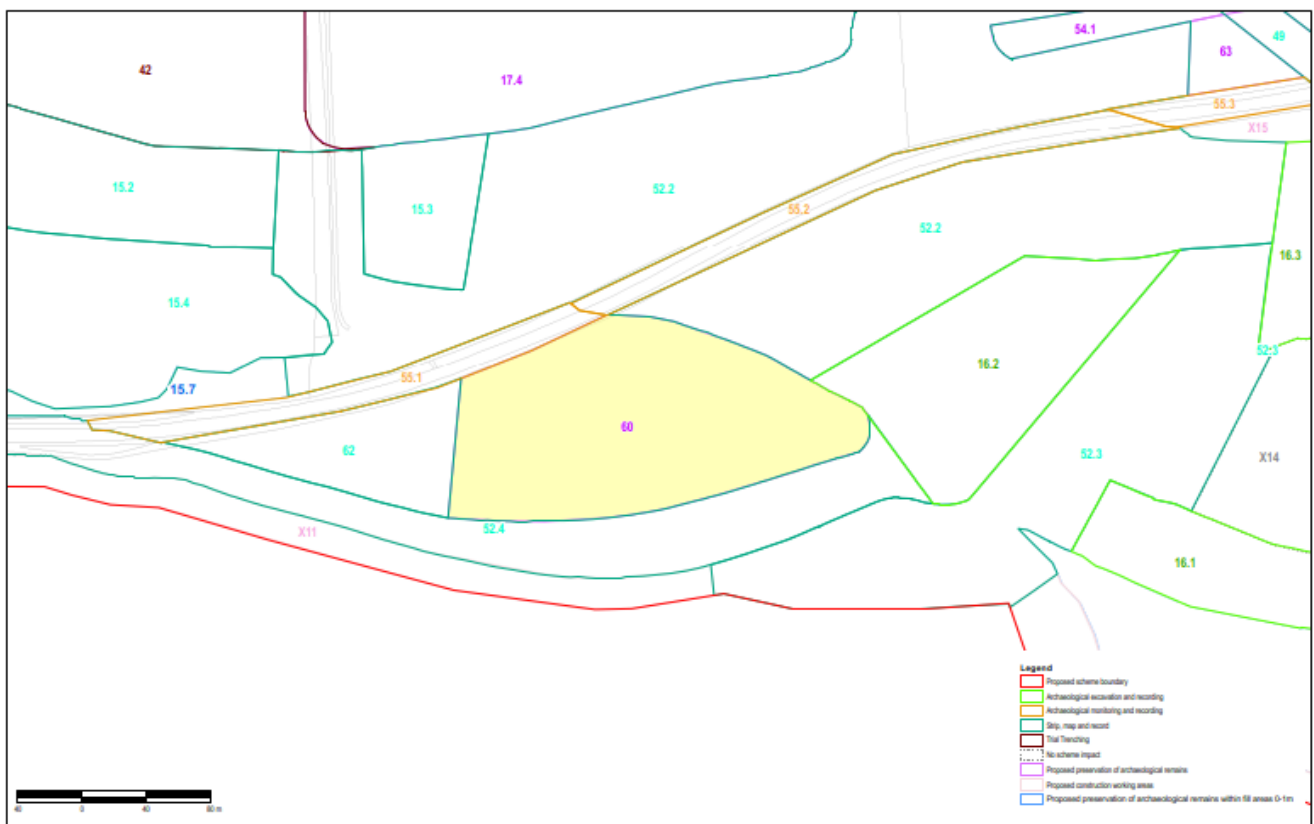 54.1
49
42
17.4
63
55.3
X15
15.2
15.3
52.2
55.2
52.2
16.3
15.4
52.3
16.2
15.7
55.1
60
62
52.3
X14
X11
52.4
16.1
Legend
Proposed scheme boundary
Archaeological excavation and recording
Archaeological monitoring and recording
Strip, map and record
Trial Trenching
No scheme impact
Proposed preservation of archaeological remains
Proposed construction working areas
Proposed preservation of archaeological remains within fill areas 0-1m
40 0 40 80 m